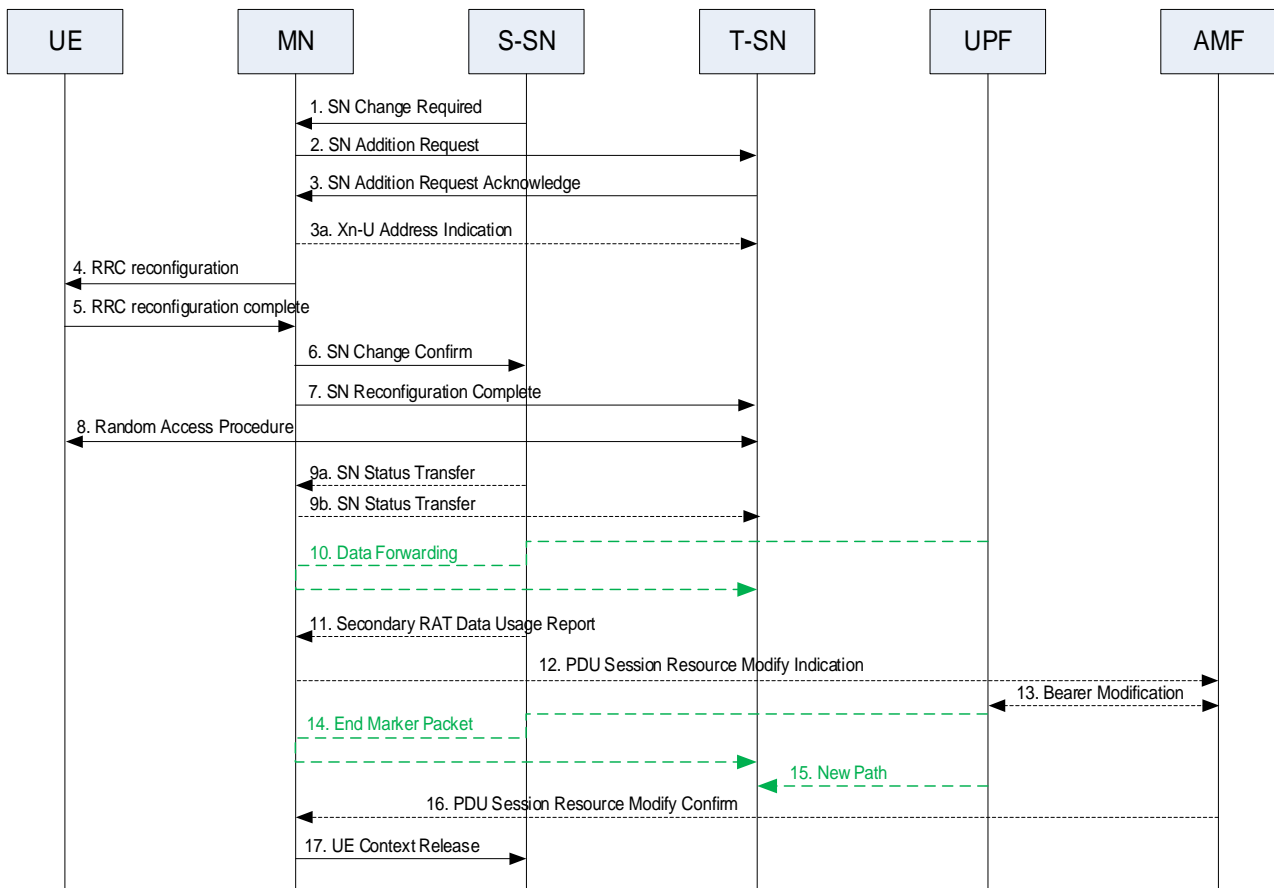 UE MN S-SN T-SN UPF AMF
1. SN Change Required
2. SN Addition Request
3. SN Addition Request Acknowledge
3a. Xn-U Address Indication
4. RRC reconfiguration
5. RRC reconfiguration complete
6. SN Change Confirm
7. SN Reconfiguration Complete
8. Random Access Procedure
9a. SN Status Transfer
9b. SN Status Transfer
10. Data Forwarding
11. Secondary RAT Data Usage Report
12. PDU Session Resource Modify Indication
13. Bearer Modification
14. End Marker Packet
15. New Path
16. PDU Session Resource Modify Confirm
17. UE Context Release